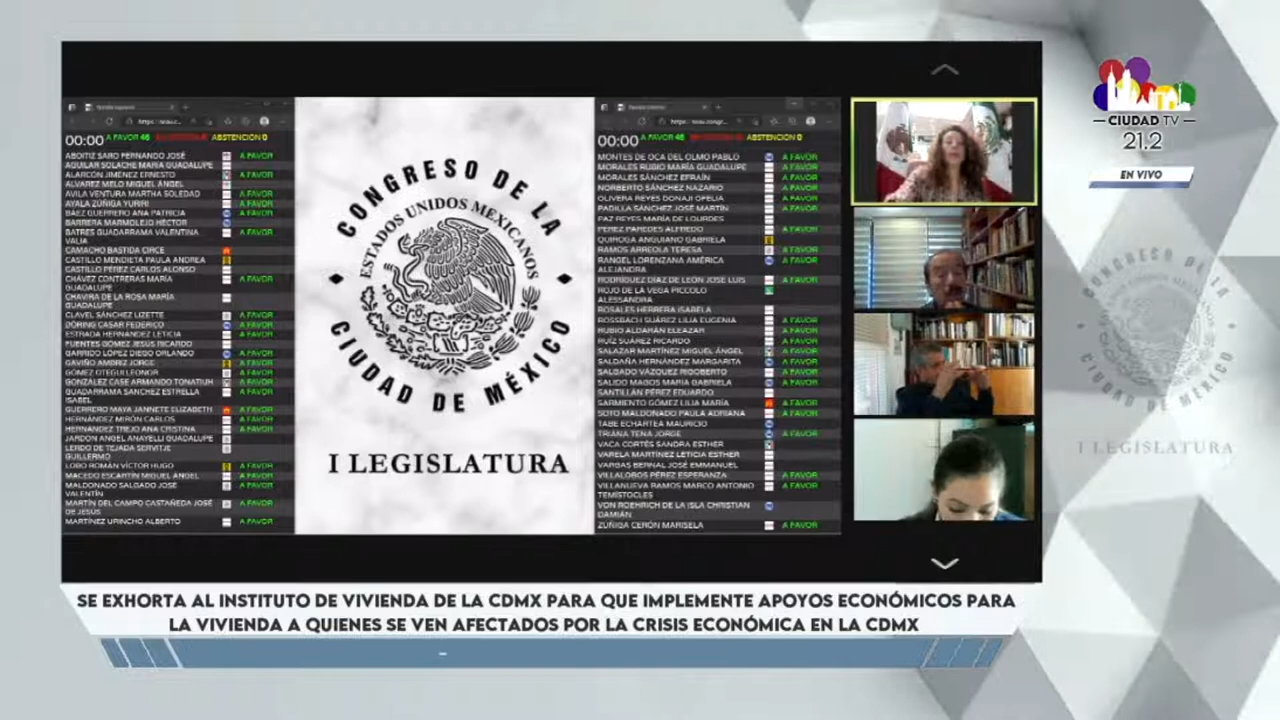 CIUDAD TV
21.2
EN VIVO
00:00 A FAVOR 46 ABSTENCION 0
ABOITIZ SARO FERNANDO JOSÉ
AGUILAR SOLACHE MARÍA GUADALUPE A FAVOR
ALARCÓN JIMÉNEZ ERNESTO A FAVOR
ÁLVAREZ MELO MIGUEL ÁNGEL
ÁVILA VENTURA MARTHA SOLEDAD A FAVOR
AYALA ZÚÑIGA YURIRI A FAVOR
BÁEZ GUERRERO ANA PATRICIA A FAVOR
BARRERA MARMOLEJO HÉCTOR
BATRES GUADARRAMA VALENTINA A FAVOR
VALIA
CAMACHO BASTIDA CIRCE
CASTILLO MENDIETA PAULA ANDREA
CASTILLO PÉREZ CARLOS ALONSO
CHÁVEZ CONTRERAS MARÍA A FAVOR
GUADALUPE
CHAVIRA DE LA ROSA MARÍA
GUADALUPE
CLAVEL SÁNCHEZ LIZETTE A FAVOR
DÖRING CASAR FEDERICO A FAVOR
ESTRADA HERNÁNDEZ LETICIA A FAVOR
FUENTES GÓMEZ JESÚS RICARDO
GARRIDO LÓPEZ DIEGO ORLANDO A FAVOR
GAVIÑO AMBRIZ JORGE A FAVOR
GÓMEZ OTEGUI LEONOR A FAVOR
GONZÁLEZ CASE ARMANDO TONATIUH A FAVOR
GUADARRAMA SÁNCHEZ ESTRELLA A FAVOR
ISABEL
GUERRERO MAYA JANNETE ELIZABETH A FAVOR
HERNÁNDEZ MIRÓN CARLOS A FAVOR
HERNÁNDEZ TREJO ANA CRISTINA A FAVOR
JARDÓN ÁNGEL ANAYELLI GUADALUPE
LERDO DE TEJADA SERVITJE
GUILLERMO
LOBO ROMÁN VÍCTOR HUGO A FAVOR
MACEDO ESCARTÍN MIGUEL ÁNGEL A FAVOR
MALDONADO SALGADO JOSÉ A FAVOR
VALENTÍN
MARTÍN DEL CAMPO CASTAÑEDA JOSÉ A FAVOR
DE JESÚS
MARTÍNEZ URINCHO ALBERTO A FAVOR
CONGRESO DE LA
ESTADOS UNIDOS MEXICANOS
CIUDAD DE MÉXICO
I LEGISLATURA
00:00 A FAVOR 46 ABSTENCION 0
MONTES DE OCA DEL OLMO PABLO A FAVOR
MORALES RUBIO MARÍA GUADALUPE A FAVOR
MORALES SÁNCHEZ EFRAÍN A FAVOR
NORBERTO SÁNCHEZ NAZARIO A FAVOR
OLIVERA REYES DONAJI OFELIA A FAVOR
PADILLA SÁNCHEZ JOSÉ MARTÍN A FAVOR
PAZ REYES MARÍA DE LOURDES
PÉREZ PAREDES ALFREDO A FAVOR
QUIROGA ANGUIANO GABRIELA
RAMOS ARREOLA TERESA A FAVOR
RANGEL LORENZANA AMÉRICA A FAVOR
ALEJANDRA
RODRÍGUEZ DÍAZ DE LEÓN JOSÉ LUIS A FAVOR
ROJO DE LA VEGA PICCOLO
ALESSANDRA
ROSALES HERRERA ISABELA
ROSSBACH SUÁREZ LILIA EUGENIA A FAVOR
RUBIO ALDARÁN ELEAZAR A FAVOR
RUÍZ SUÁREZ RICARDO A FAVOR
SALAZAR MARTÍNEZ MIGUEL ÁNGEL A FAVOR
SALDAÑA HERNÁNDEZ MARGARITA A FAVOR
SALGADO VÁZQUEZ RIGOBERTO A FAVOR
SALIDO MAGOS MARÍA GABRIELA A FAVOR
SANTILLÁN PÉREZ EDUARDO
SARMIENTO GÓMEZ LILIA MARÍA A FAVOR
SOTO MALDONADO PAULA ADRIANA A FAVOR
TABE ECHARTEA MAURICIO
TRIANA TENA JORGE A FAVOR
VACA CORTÉS SANDRA ESTHER
VARELA MARTÍNEZ LETICIA ESTHER
VARGAS BERNAL JOSÉ EMMANUEL
VILLALOBOS PÉREZ ESPERANZA A FAVOR
VILLANUEVA RAMOS MARCO ANTONIO A FAVOR
TEMÍSTOCLES
VON ROEHRICH DE LA ISLA CHRISTIAN
DAMIÁN
ZÚÑIGA CERÓN MARISELA A FAVOR
CONGRESO DE LA
CIUDAD DE MÉXICO
I LEGISLATURA
SE EXHORTA AL INSTITUTO DE VIVIENDA DE LA CDMX PARA QUE IMPLEMENTE APOYOS ECONÓMICOS PARA
LA VIVIENDA A QUIENES SE VEN AFECTADOS POR LA CRISIS ECONÓMICA EN LA CDMX